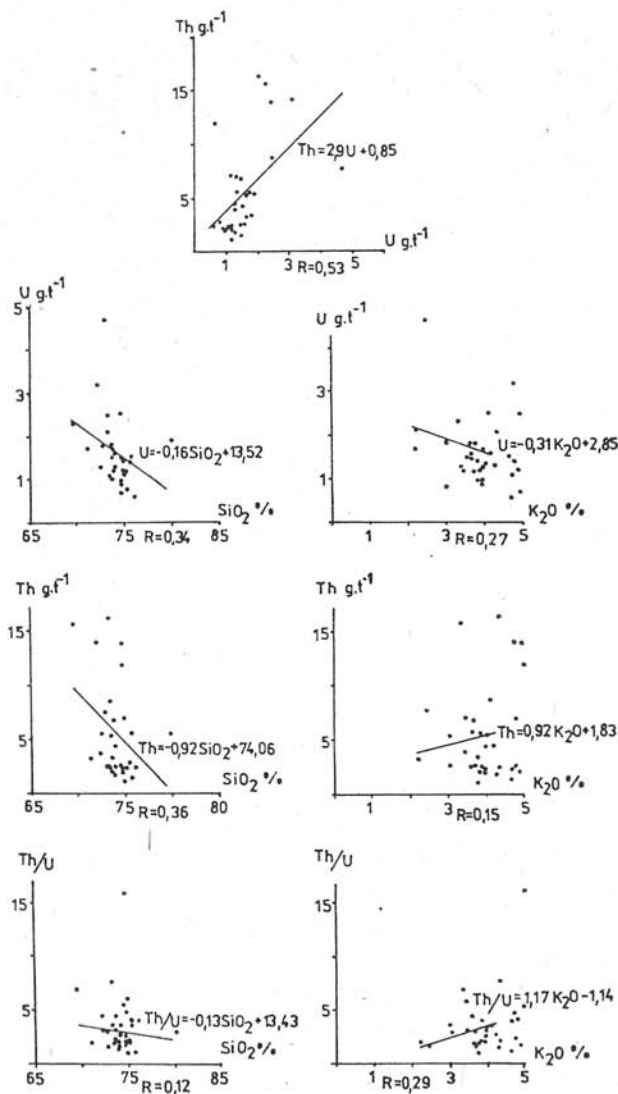 Th g.t⁻¹
15
5
Th=2,9U+0,85
1
3
5
U g.t⁻¹
R=0,53
U g.t⁻¹
5
3
1
U=-0,16SiO₂+13,52
SiO₂ %
65
75
85
R=0,34
U g.t⁻¹
3
1
U=-0,31K₂O+2,85
1
3
5
K₂O %
R=0,27
Th g.t⁻¹
15
5
Th=-0,92SiO₂+74,06
SiO₂ %
65
75
85
R=0,36
Th g.t⁻¹
15
5
Th=0,92K₂O+1,83
1
3
5
K₂O %
R=0,15
Th/U
15
5
Th/U=-0,13SiO₂+13,43
SiO₂ %
65
75
85
R=0,12
Th/U
15
5
Th/U=1,17K₂O-1,14
K₂O %
1
3
5
R=0,29